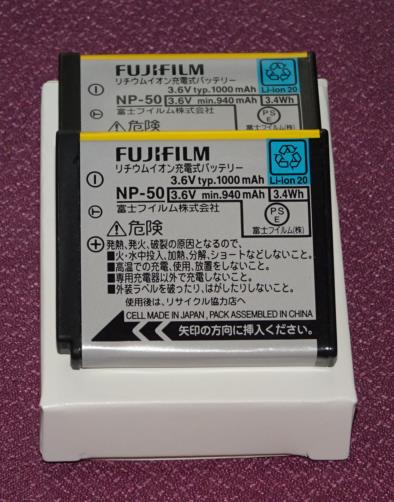 FUJIFILM
リチウムイオン充電式バッテリー
3.6V typ.1000 mAh
Li-ion 20
NP-50 3.6V min.940 mAh 3.4Wh
富士フイルム株式会社
PSE
⚠危険
富士フイルム(株)
FUJIFILM
リチウムイオン充電式バッテリー
3.6V typ.1000 mAh
Li-ion 20
NP-50 3.6V min.940 mAh 3.4Wh
富士フイルム株式会社
PSE
⚠危険
富士フイルム(株)
発熱、発火、破裂の原因となるので、
■火・水中投入、加熱、分解、ショートなどしないこと。
■高温での充電、使用、放置をしないこと。
■専用充電器以外で充電しないこと。
■外装ラベルを破ったり、はがしたりしないこと。
使用後は、リサイクル協力店へ
CELL MADE IN JAPAN , PACK ASSEMBLED IN CHINA
矢印の方向に挿入ください。